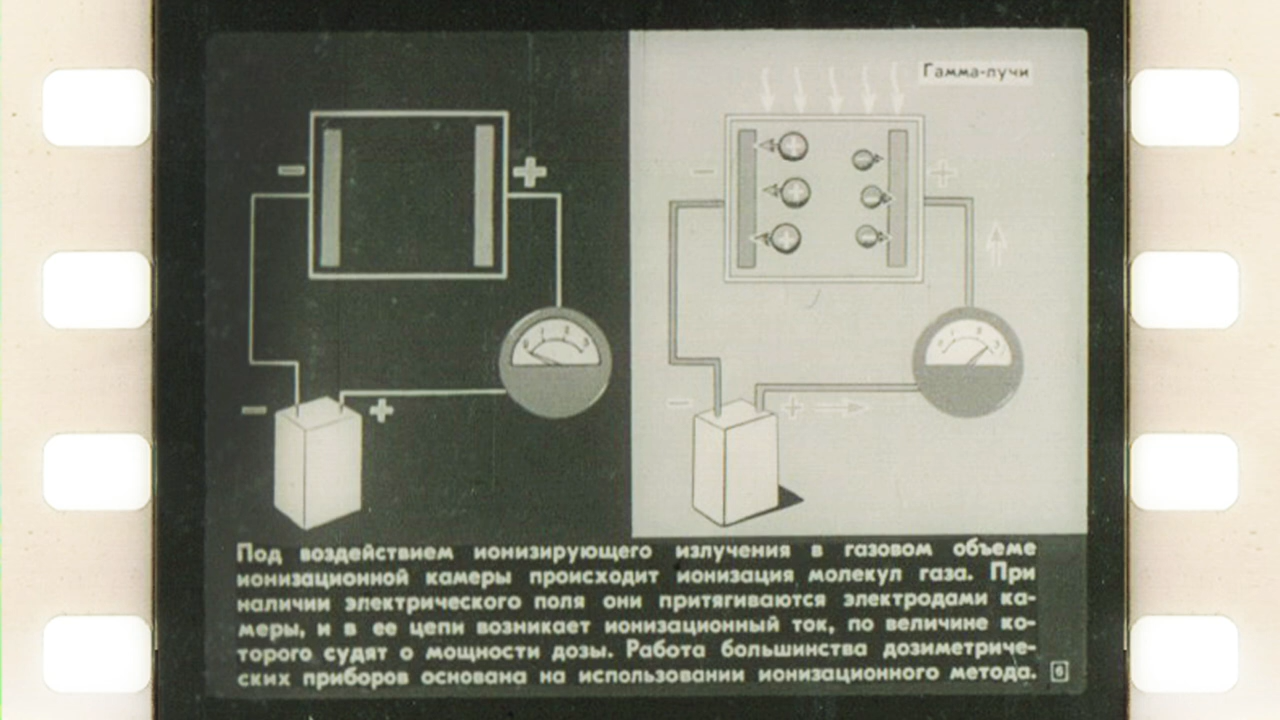 Гамма-лучи
Под воздействием ионизирующего излучения в газовом объеме
ионизационной камеры происходит ионизация молекул газа. При
наличии электрического поля они притягиваются электродами ка-
меры, и в ее цепи возникает ионизационный ток, по величине ко-
торого судят о мощности дозы. Работа большинства дозиметриче-
ских приборов основана на использовании ионизационного метода.